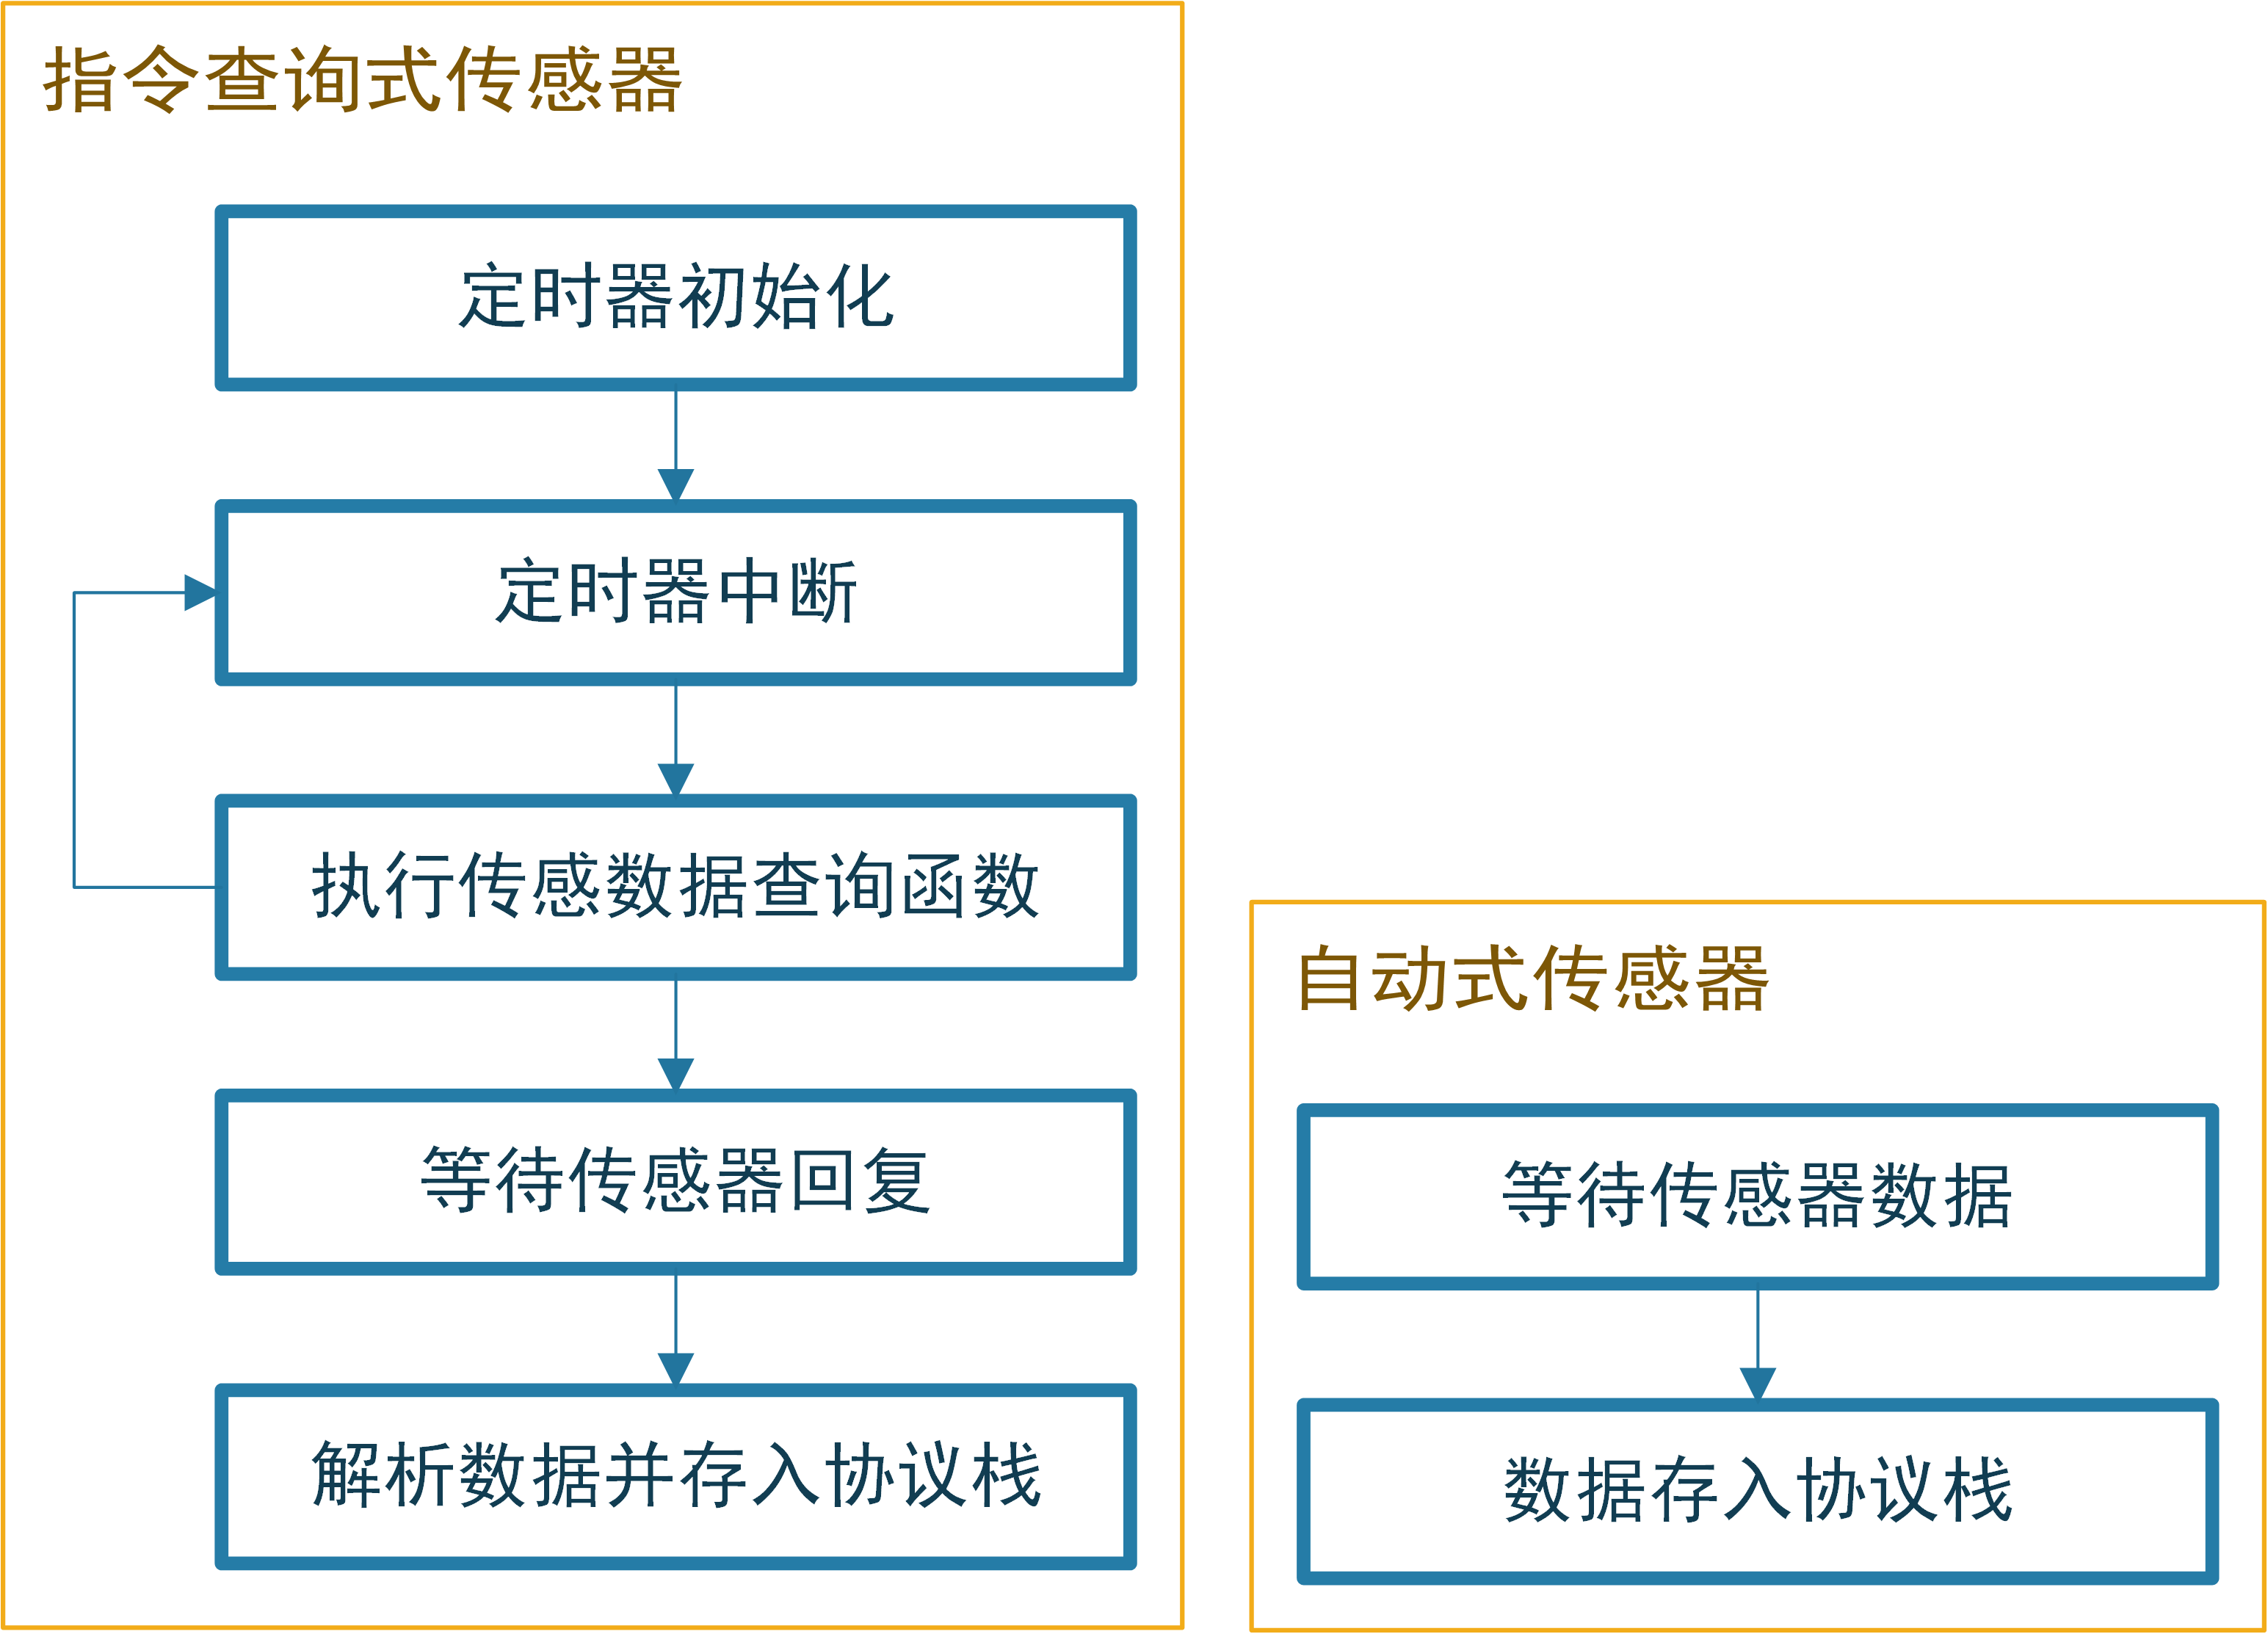 指令查询式传感器
定时器初始化
定时器中断
执行传感数据查询函数
等待传感器回复
解析数据并存入协议栈
自动式传感器
等待传感器数据
数据存入协议栈